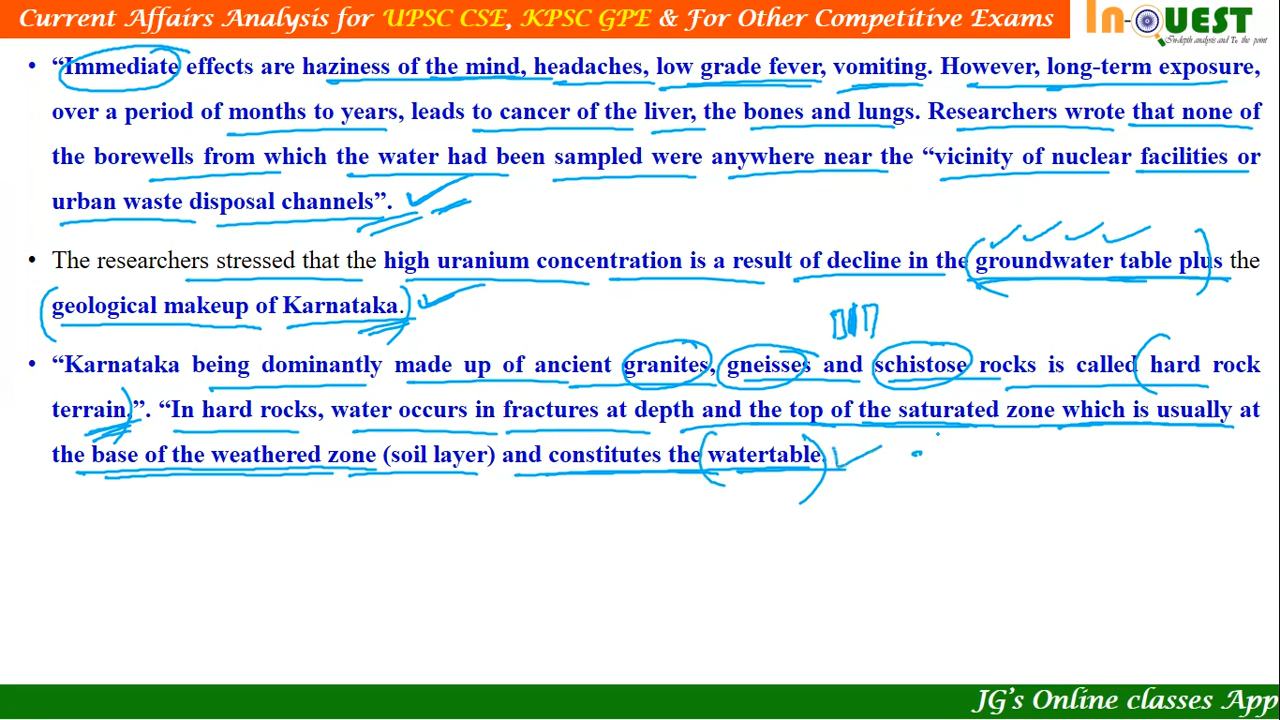 Current Affairs Analysis for UPSC CSE, KPSC GPE & For Other Competitive Exams
In-QUEST
In-depth analysis and To the point
• “Immediate effects are haziness of the mind, headaches, low grade fever, vomiting. However, long-term exposure,
over a period of months to years, leads to cancer of the liver, the bones and lungs. Researchers wrote that none of
the borewells from which the water had been sampled were anywhere near the “vicinity of nuclear facilities or
urban waste disposal channels”.
• The researchers stressed that the high uranium concentration is a result of decline in the groundwater table plus the
geological makeup of Karnataka.
• “Karnataka being dominantly made up of ancient granites, gneisses and schistose rocks is called hard rock
terrain,”. “In hard rocks, water occurs in fractures at depth and the top of the saturated zone which is usually at
the base of the weathered zone (soil layer) and constitutes the watertable.
JG's Online classes App